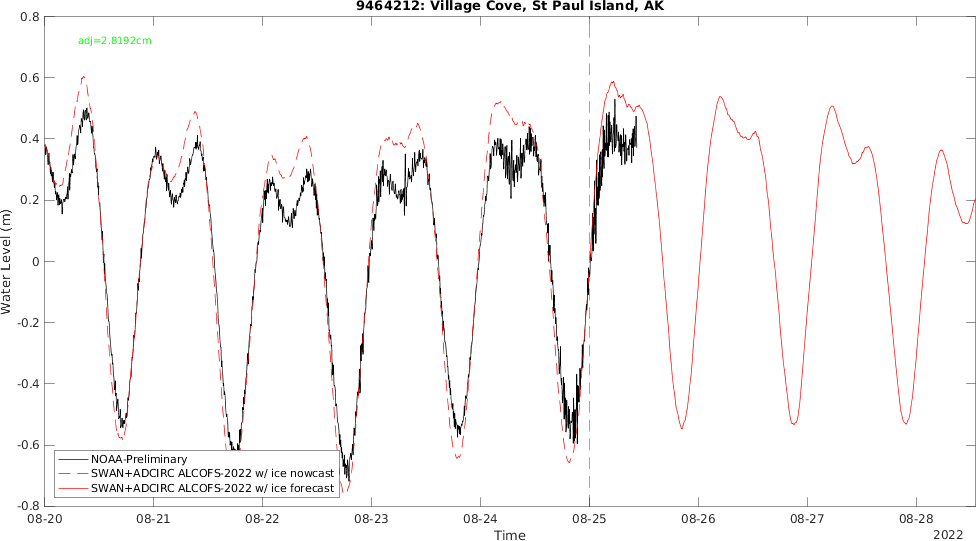 9464212: Village Cove, St Paul Island, AK
adj=2.8192cm
Water Level (m)
0.8
0.6
0.4
0.2
0
-0.2
-0.4
-0.6
-0.8
NOAA-Preliminary
SWAN+ADCIRC ALCOFS-2022 w/ ice nowcast
SWAN+ADCIRC ALCOFS-2022 w/ ice forecast
08-20 08-21 08-22 08-23 08-24 08-25 08-26 08-27 08-28
Time
2022